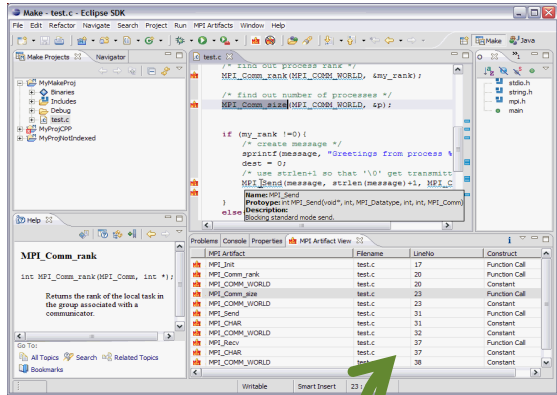 Make - test.c - Eclipse SDK
File Edit Refactor Navigate Search Project Run MPI Artifacts Window Help
Make Java
Make Projects Navigator
MyMakeProj
Binaries
Includes
Debug
test.c
MyProjCPP
MyProjNotIndexed
test.c
/* find out process rank */
MPI_Comm_rank(MPI_COMM_WORLD, &my_rank);
/* find out number of processes */
MPI_Comm_size(MPI_COMM_WORLD, &p);
if (my_rank !=0){
/* create message */
sprintf(message, "Greetings from process %
dest = 0;
/* use strlen+1 so that '\0' get transmitt
MPI_Send(message, strlen(message)+1, MPI_C
}
else
Name: MPI_Send
Protoype: int MPI_Send(void*, int, MPI_Datatype, int, int, MPI_Comm)
Description:
Blocking standard mode send.
stdio.h
string.h
mpi.h
main
Help
MPI_Comm_rank
int MPI_Comm_rank(MPI_Comm, int *);
Returns the rank of the local task in
the group associated with a
communicator.
Go To:
All Topics Search Related Topics
Bookmarks
Problems Console Properties MPI Artifact View
MPI Artifact Filename LineNo Construct
MPI_Init test.c 17 Function Call
MPI_Comm_rank test.c 20 Function Call
MPI_COMM_WORLD test.c 20 Constant
MPI_Comm_size test.c 23 Function Call
MPI_COMM_WORLD test.c 23 Constant
MPI_Send test.c 31 Function Call
MPI_CHAR test.c 31 Constant
MPI_COMM_WORLD test.c 32 Constant
MPI_Recv test.c 37 Function Call
MPI_CHAR test.c 37 Constant
MPI_COMM_WORLD test.c 38 Constant
Writable Smart Insert 23 :